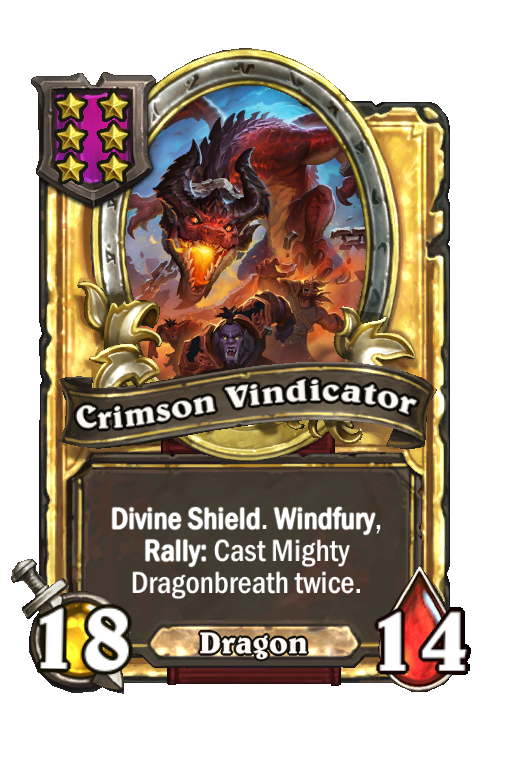 Crimson Vindicator
Divine Shield. Windfury,
Rally: Cast Mighty
Dragonbreath twice.
18
Dragon
14